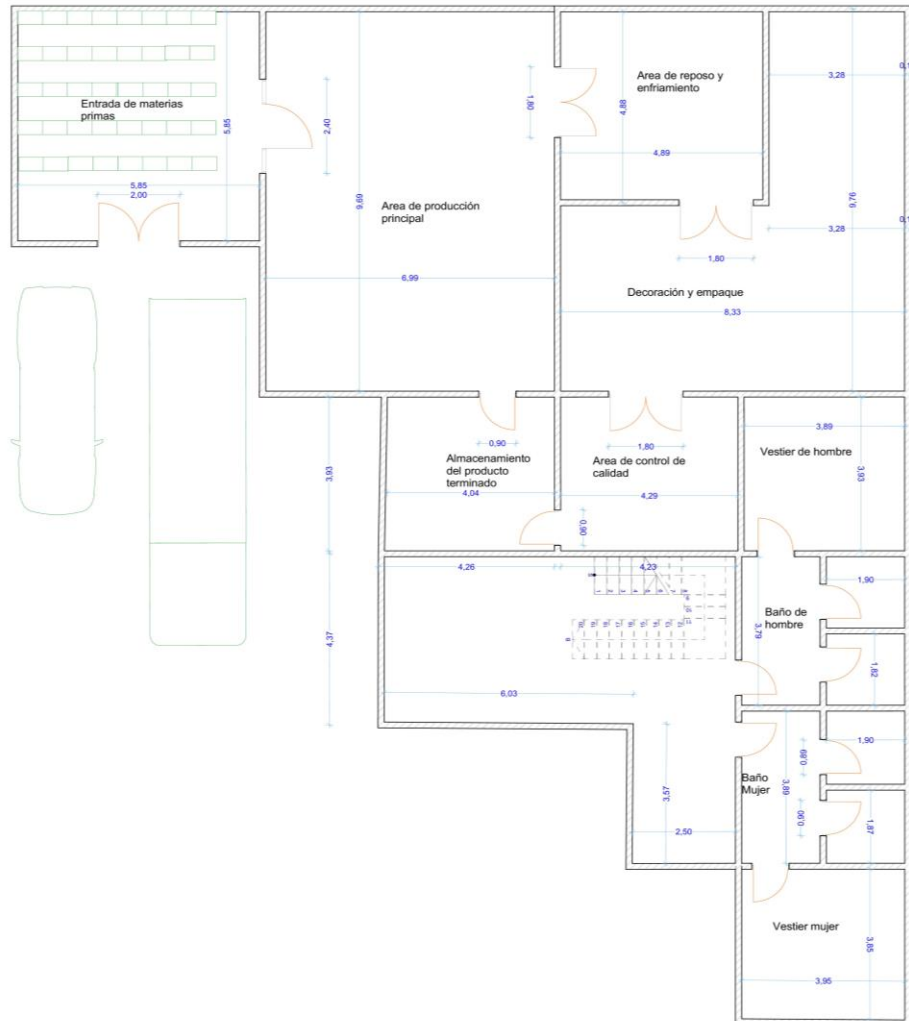 Entrada de materias
primas
5,85
5,85
2,00
2,40
Area de producción
principal
9,69
6,99
1,80
Area de reposo y
enfriamiento
4,88
4,89
3,28
9,76
3,28
1,80
Decoración y empaque
8,33
0,90
Almacenamiento
del producto
terminado
4,04
3,93
1,80
Area de control de
calidad
4,29
0,90
3,89
Vestier de hombre
3,93
4,26
4,23
4,37
6,03
Baño de
hombre
3,79
1,90
1,82
Baño
Mujer
3,89
0,89
0,90
1,90
1,87
3,57
2,50
Vestier mujer
3,85
3,95